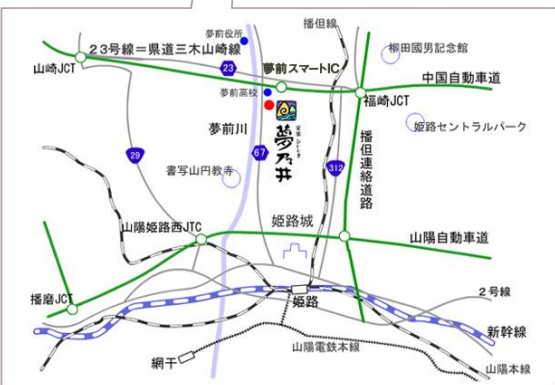 夢前役所
播但線
柳田國男記念館
23号線=県道三木山崎線
山崎JCT
23
夢前スマートIC
中国自動車道
夢前高校
福崎JCT
夢乃井
夢前川
姫路セントラルパーク
播但連絡道路
29
67
312
書写山円教寺
姫路城
山陽姫路西JTC
山陽自動車道
播磨JCT
姫路
2号線
新幹線
山陽電鉄本線
網干
山陽本線